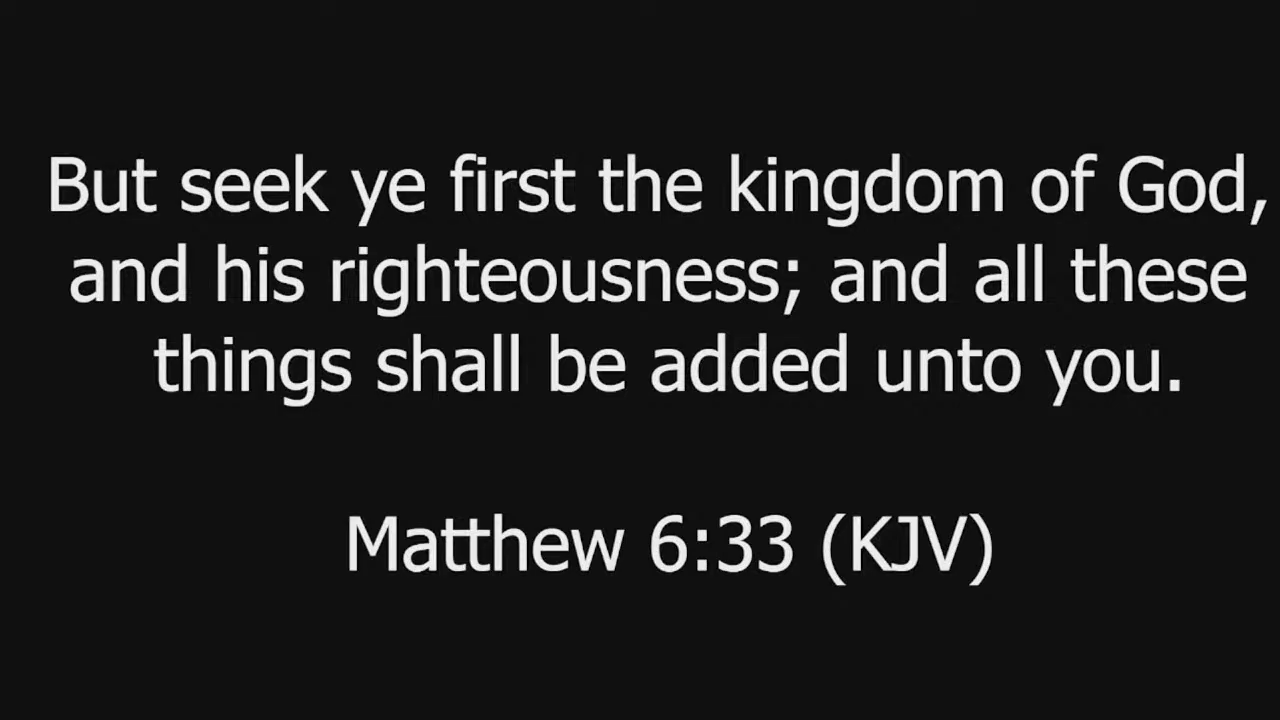 But seek ye first the kingdom of God,
and his righteousness; and all these
things shall be added unto you.
Matthew 6:33 (KJV)